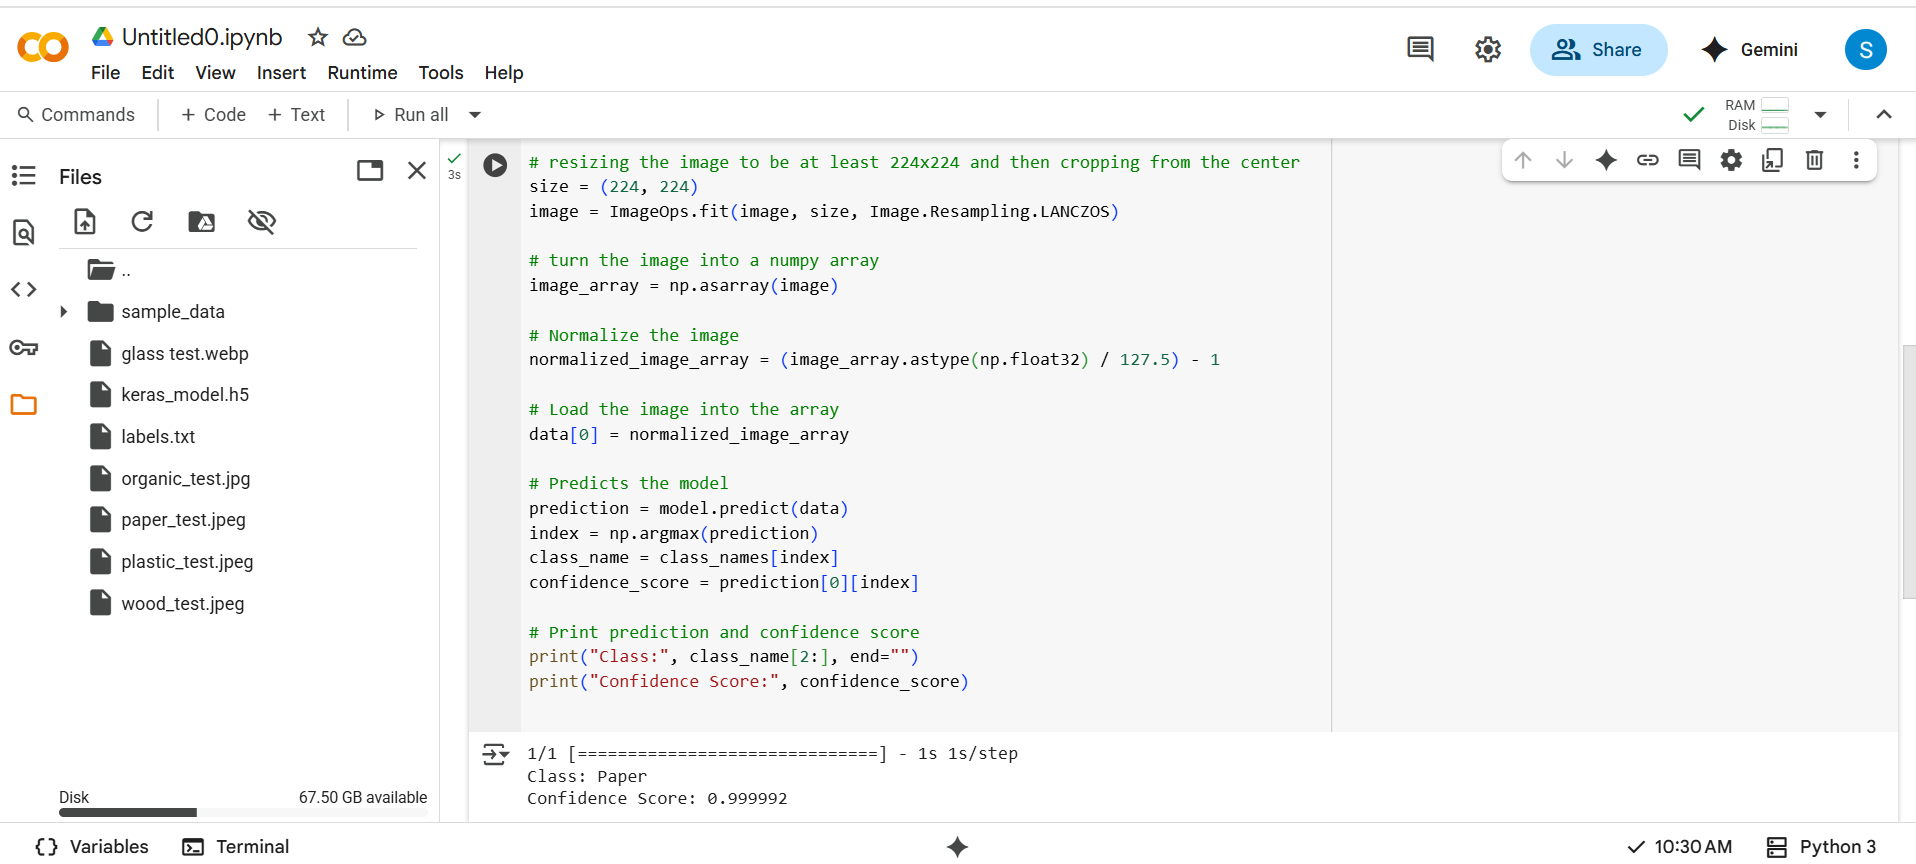 Untitled0.ipynb
File Edit View Insert Runtime Tools Help
Share
Gemini
S
Commands + Code + Text Run all
RAM
Disk
Files
..
sample_data
glass test.webp
keras_model.h5
labels.txt
organic_test.jpg
paper_test.jpeg
plastic_test.jpeg
wood_test.jpeg
Disk 67.50 GB available
3s
# resizing the image to be at least 224x224 and then cropping from the center
size = (224, 224)
image = ImageOps.fit(image, size, Image.Resampling.LANCZOS)
# turn the image into a numpy array
image_array = np.asarray(image)
# Normalize the image
normalized_image_array = (image_array.astype(np.float32) / 127.5) - 1
# Load the image into the array
data[0] = normalized_image_array
# Predicts the model
prediction = model.predict(data)
index = np.argmax(prediction)
class_name = class_names[index]
confidence_score = prediction[0][index]
# Print prediction and confidence score
print("Class:", class_name[2:], end="")
print("Confidence Score:", confidence_score)
1/1 [==============================] - 1s 1s/step
Class: Paper
Confidence Score: 0.999992
Variables Terminal
10:30 AM Python 3